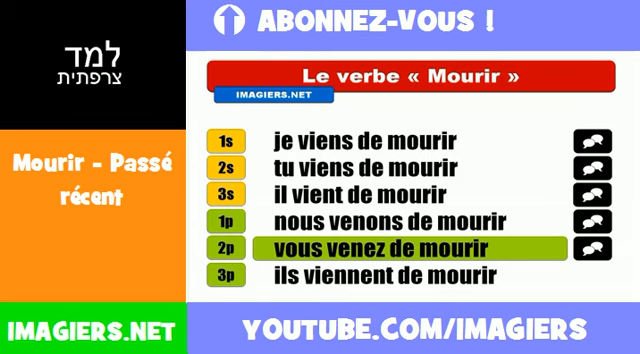 למד
צרפתית
Mourir - Passé
récent
IMAGIERS.NET
ABONNEZ-VOUS !
Le verbe « Mourir »
IMAGIERS.NET
1s je viens de mourir
2s tu viens de mourir
3s il vient de mourir
1p nous venons de mourir
2p vous venez de mourir
3p ils viennent de mourir
YOUTUBE.COM/IMAGIERS